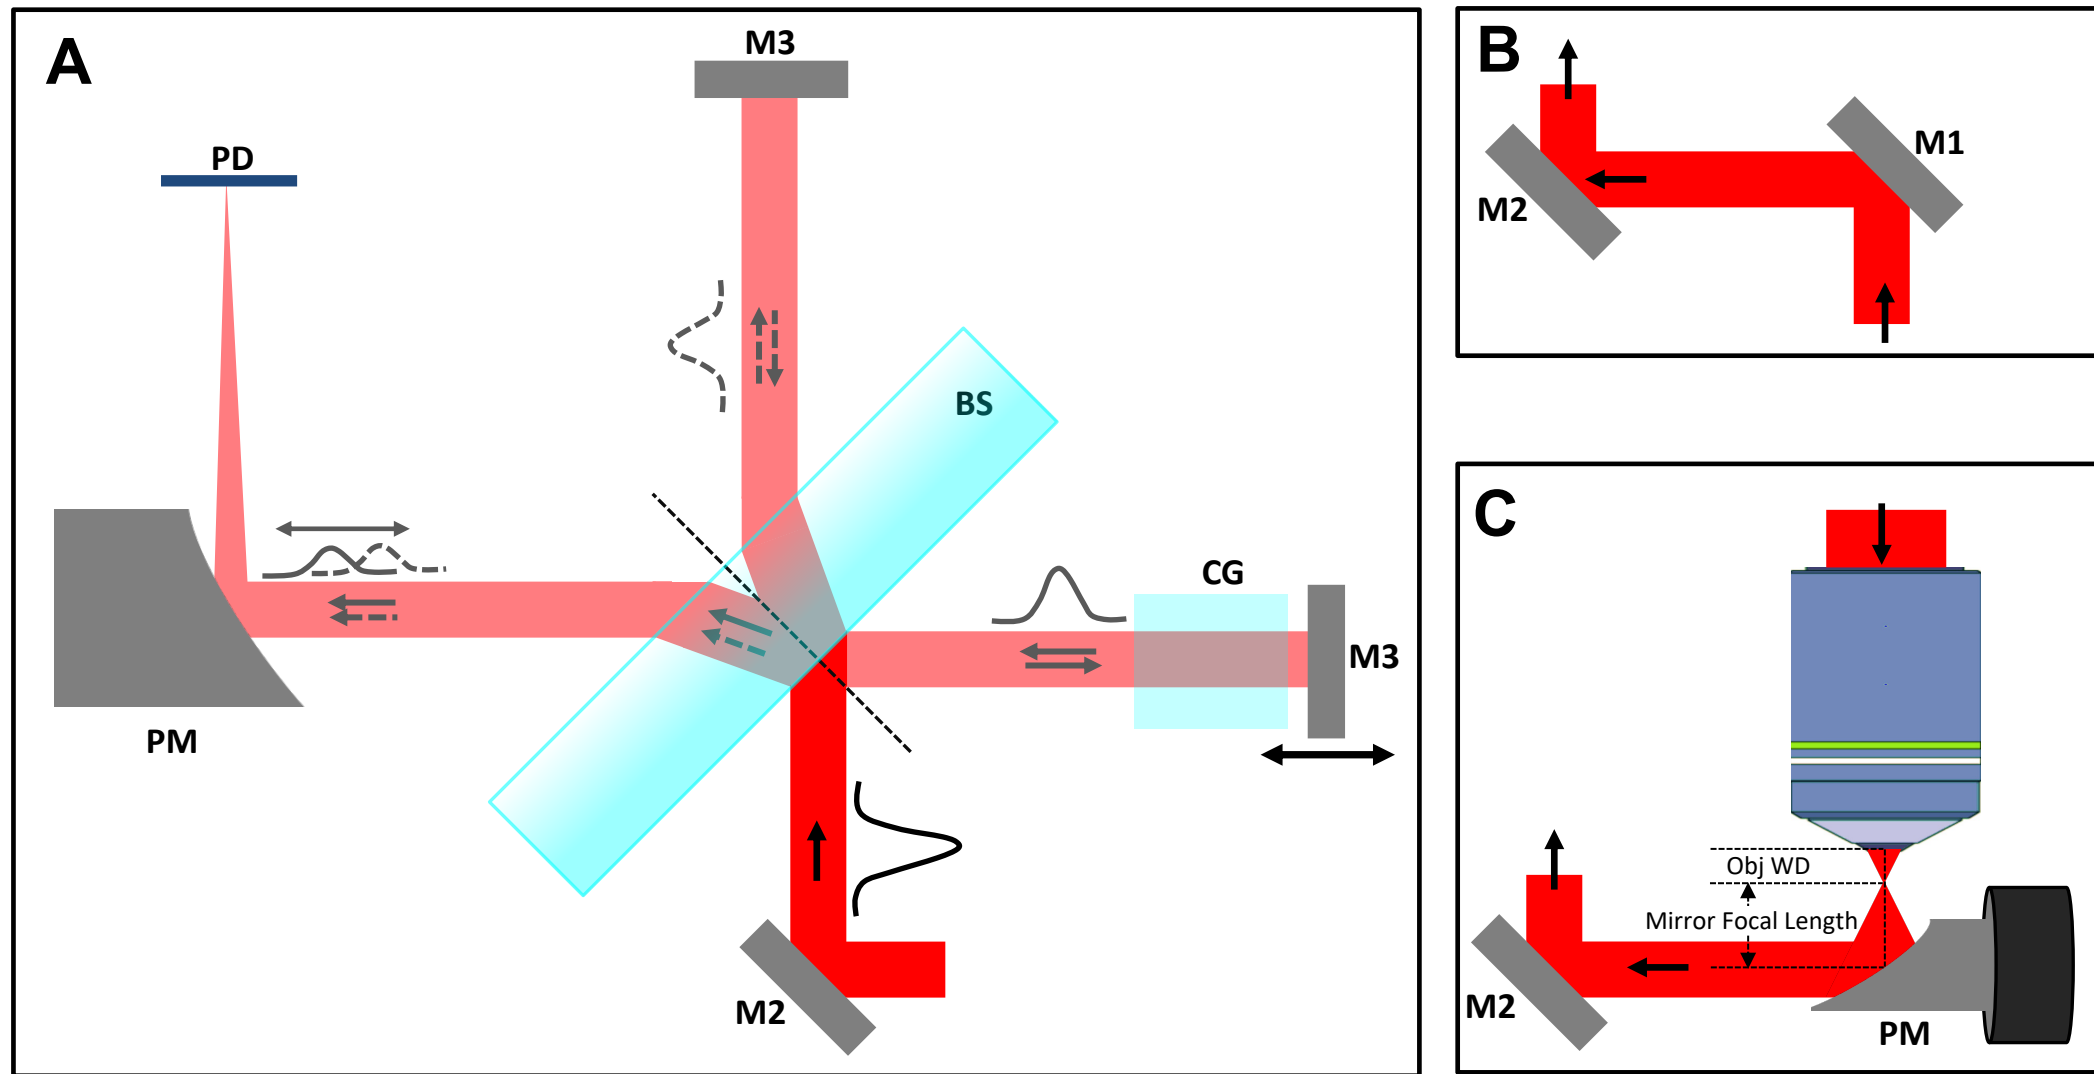 A
M3
PD
BS
CG
M3
PM
M2
B
M1
M2
C
Obj WD
Mirror Focal Length
M2
PM